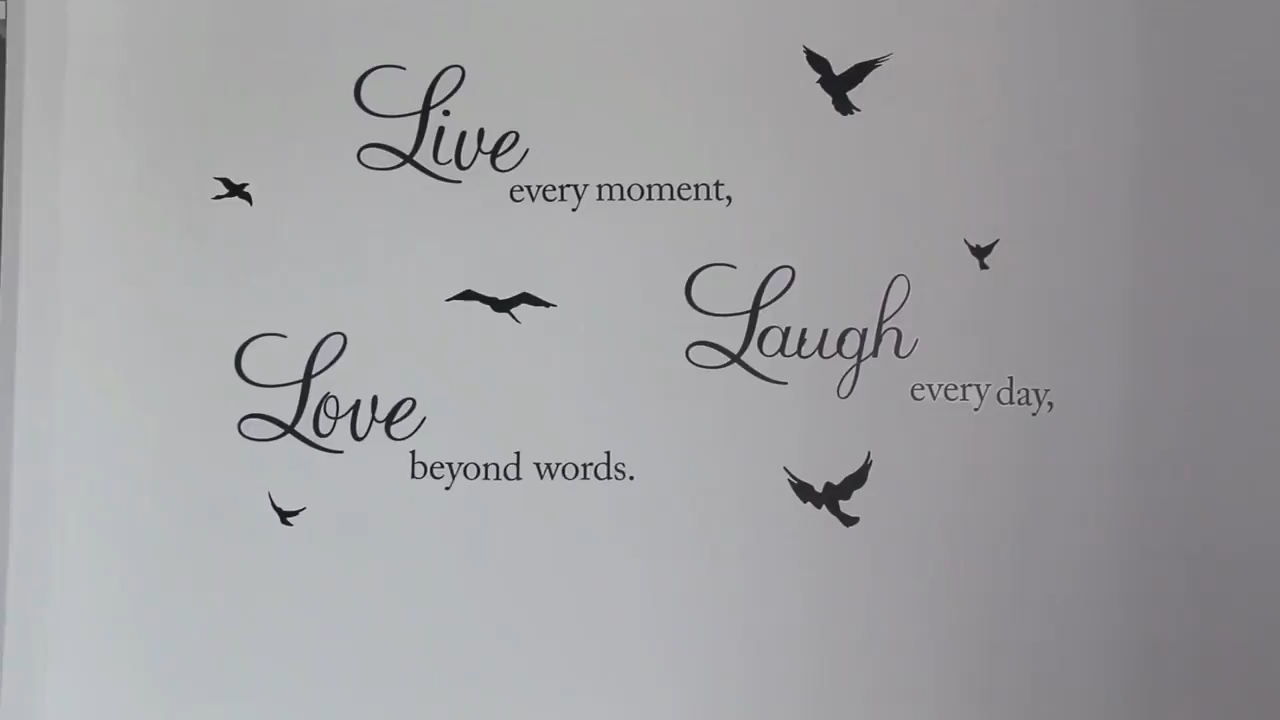 Live
every moment,
Laugh
every day,
Love
beyond words.